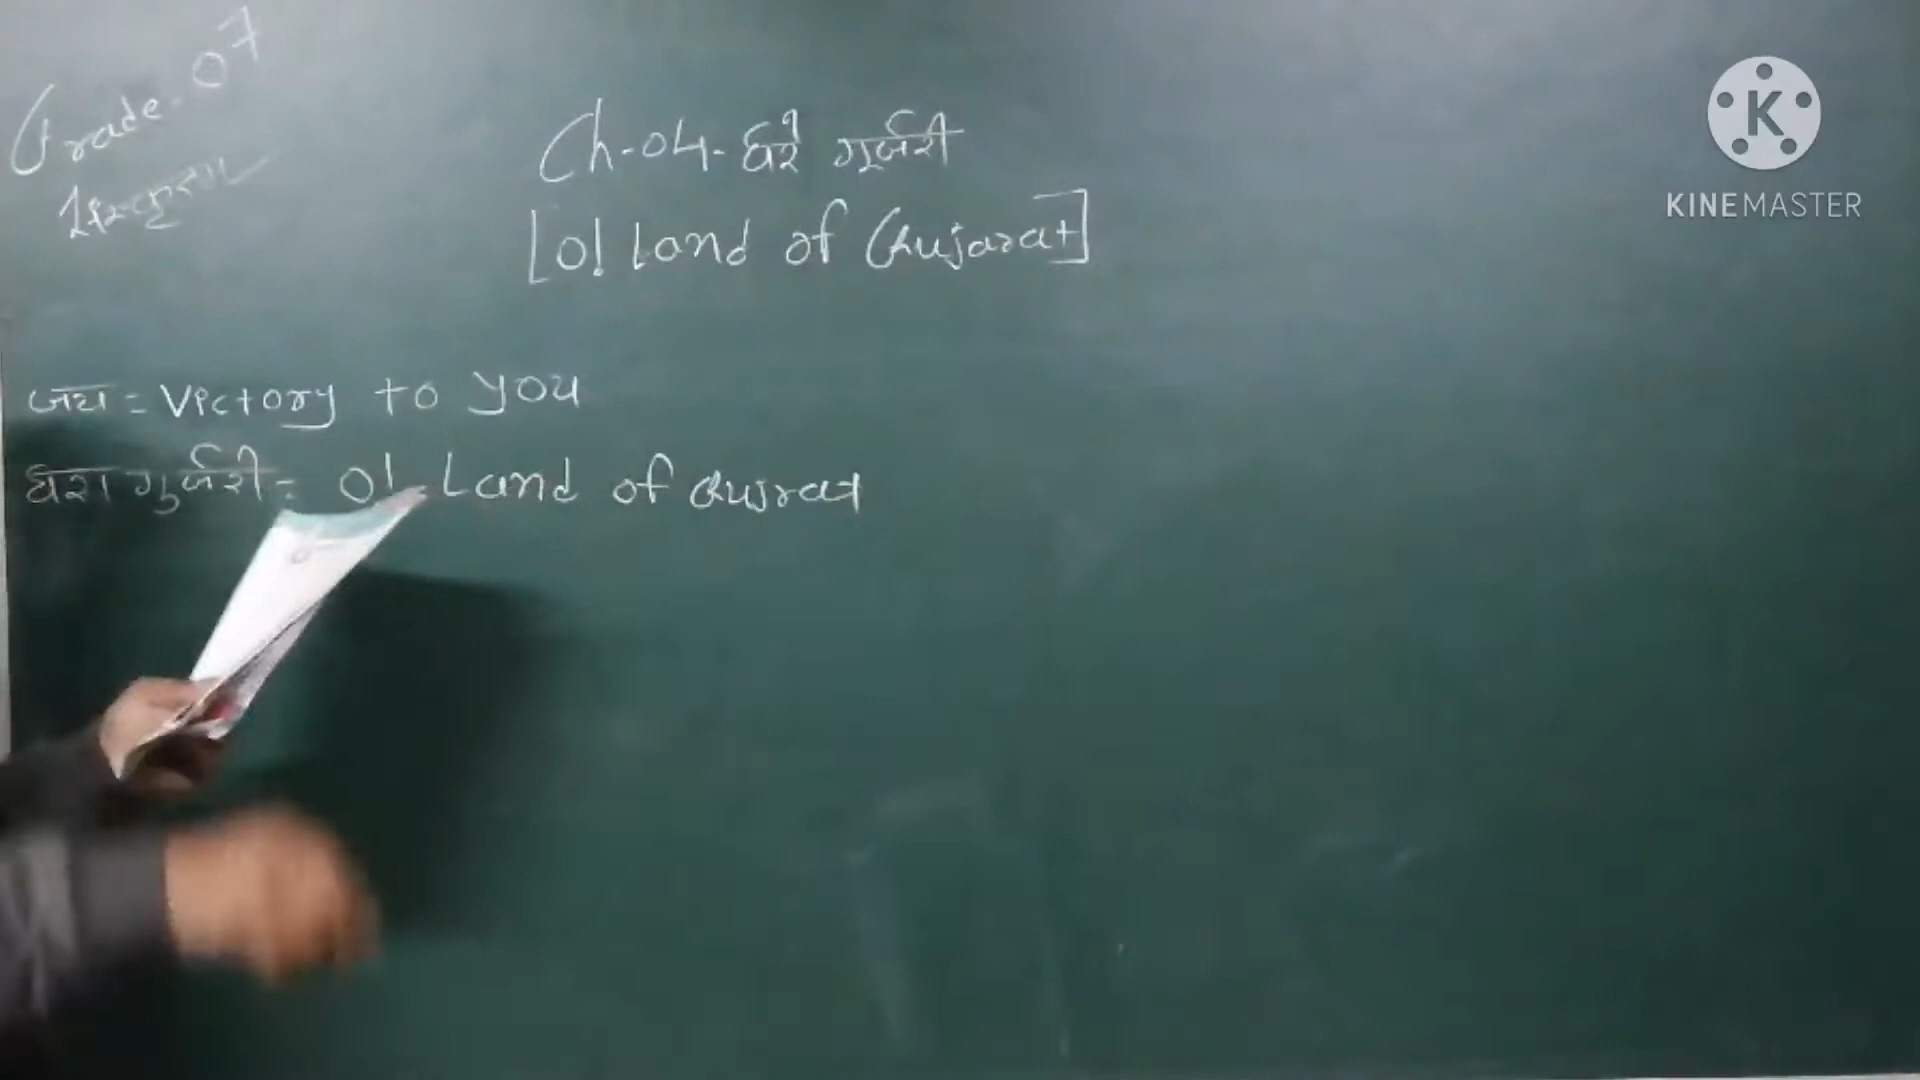 Grade-07
संस्कृतम्
Ch-04-धरे गुर्जरी
[O! Land of Gujarat]
जय = Victory to you
धरा गुर्जरी = O! Land of Gujrat
K
KINEMASTER